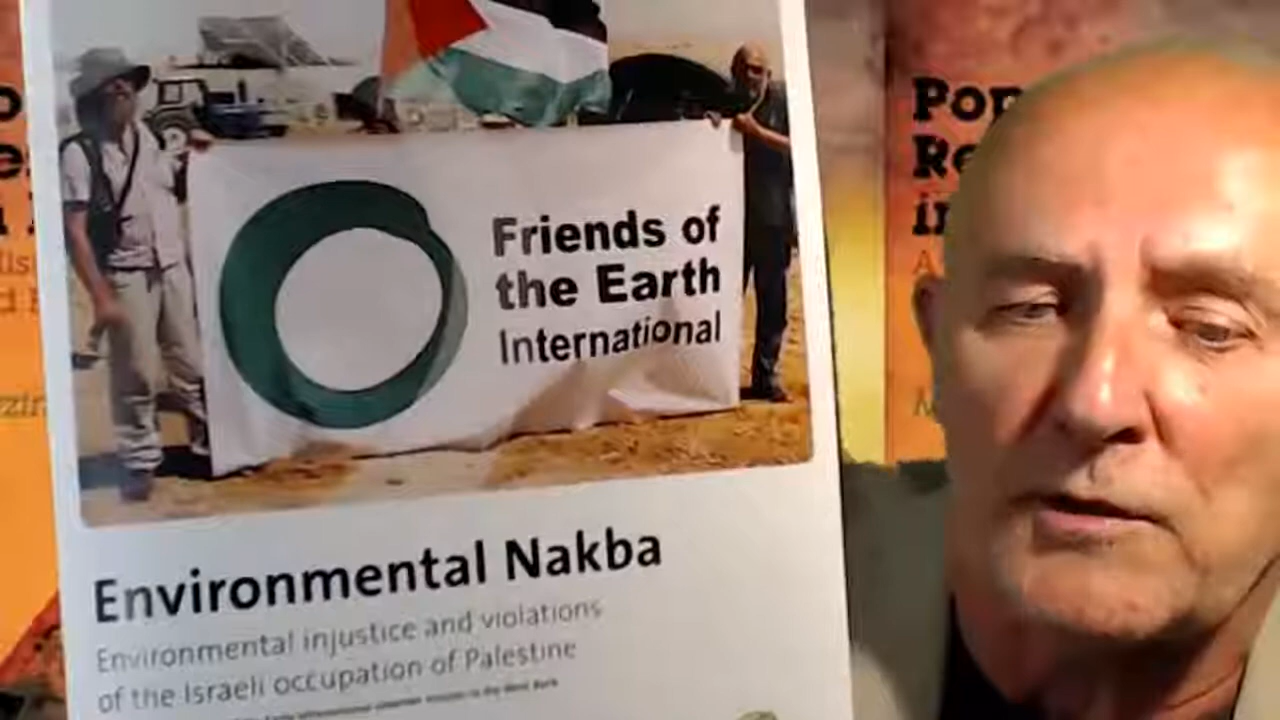 Friends of
the Earth
International
Environmental Nakba
Environmental injustice and violations
of the Israeli occupation of Palestine
Pop
Re
in
A
M